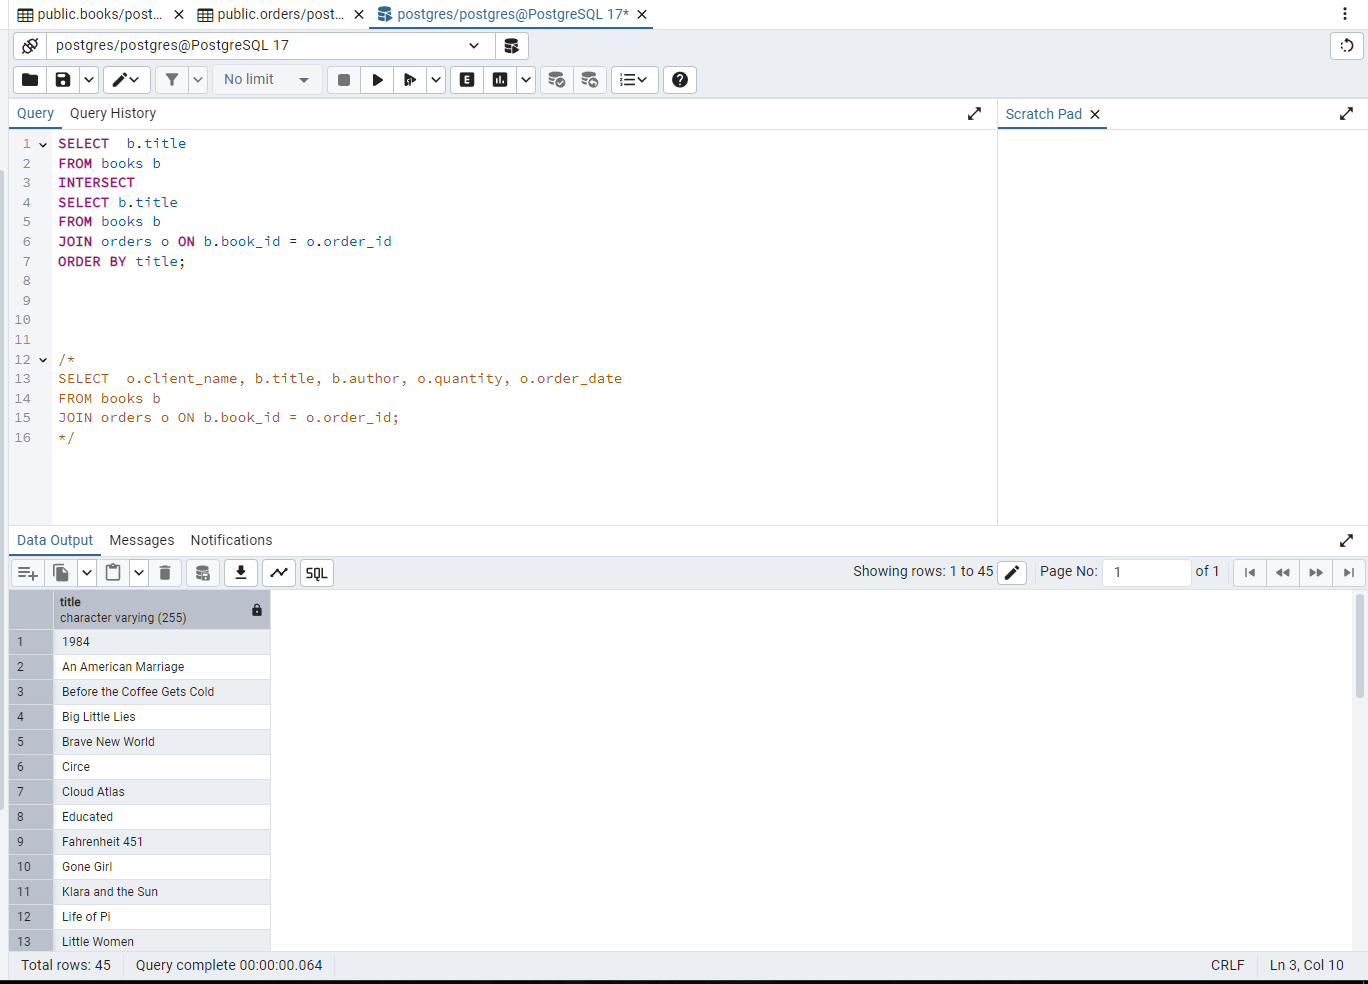 public.books/post...
public.orders/post...
postgres/postgres@PostgreSQL 17*
postgres/postgres@PostgreSQL 17
No limit
E
Query
Query History
Scratch Pad
1 SELECT  b.title
2 FROM books b
3 INTERSECT
4 SELECT b.title
5 FROM books b
6 JOIN orders o ON b.book_id = o.order_id
7 ORDER BY title;
8
9
10
11
12 /*
13 SELECT  o.client_name, b.title, b.author, o.quantity, o.order_date
14 FROM books b
15 JOIN orders o ON b.book_id = o.order_id;
16 */
Data Output
Messages
Notifications
SQL
Showing rows: 1 to 45
Page No: 1 of 1
title
character varying (255)
1 1984
2 An American Marriage
3 Before the Coffee Gets Cold
4 Big Little Lies
5 Brave New World
6 Circe
7 Cloud Atlas
8 Educated
9 Fahrenheit 451
10 Gone Girl
11 Klara and the Sun
12 Life of Pi
13 Little Women
Total rows: 45
Query complete 00:00:00.064
CRLF
Ln 3, Col 10